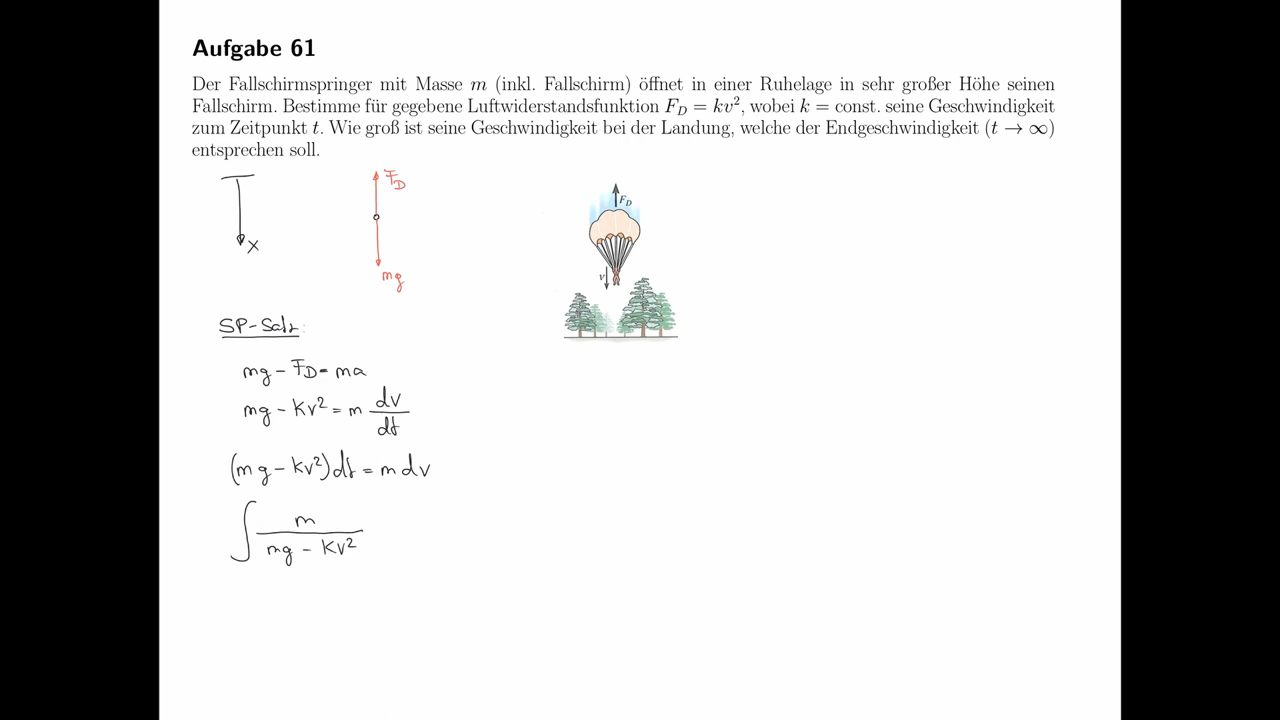 Aufgabe 61
Der Fallschirmspringer mit Masse m (inkl. Fallschirm) öffnet in einer Ruhelage in sehr großer Höhe seinen
Fallschirm. Bestimme für gegebene Luftwiderstandsfunktion F_D = kv², wobei k = const. seine Geschwindigkeit
zum Zeitpunkt t. Wie groß ist seine Geschwindigkeit bei der Landung, welche der Endgeschwindigkeit (t → ∞)
entsprechen soll.
x
F_D
mg
F_D
v
SP-Satz:
mg - F_D = ma
mg - kv² = m dv/dt
(mg - kv²)dt = m dv
∫ m/(mg - kv²)